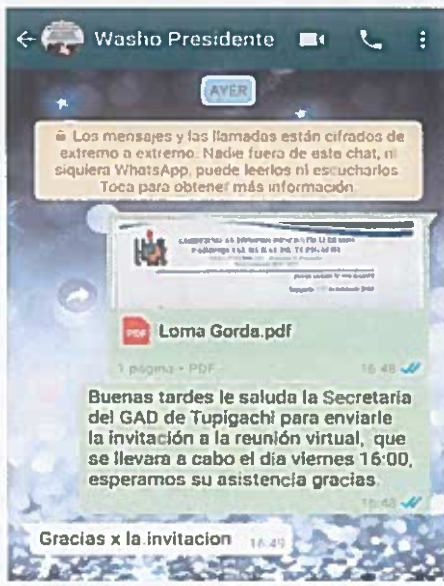 Washo Presidente
AYER
Los mensajes y las llamadas están cifrados de
extremo a extremo. Nadie fuera de este chat, ni
siquiera WhatsApp, puede leerlos ni escucharlos
Toca para obtener más información
PDF
Loma Gorda.pdf
1 página • PDF
16:48
Buenas tardes le saluda la Secretaria
del GAD de Tupigachi para enviarle
la invitación a la reunión virtual, que
se llevara a cabo el dia viernes 16:00,
esperamos su asistencia gracias.
16:48
Gracias x la invitacion
16:49